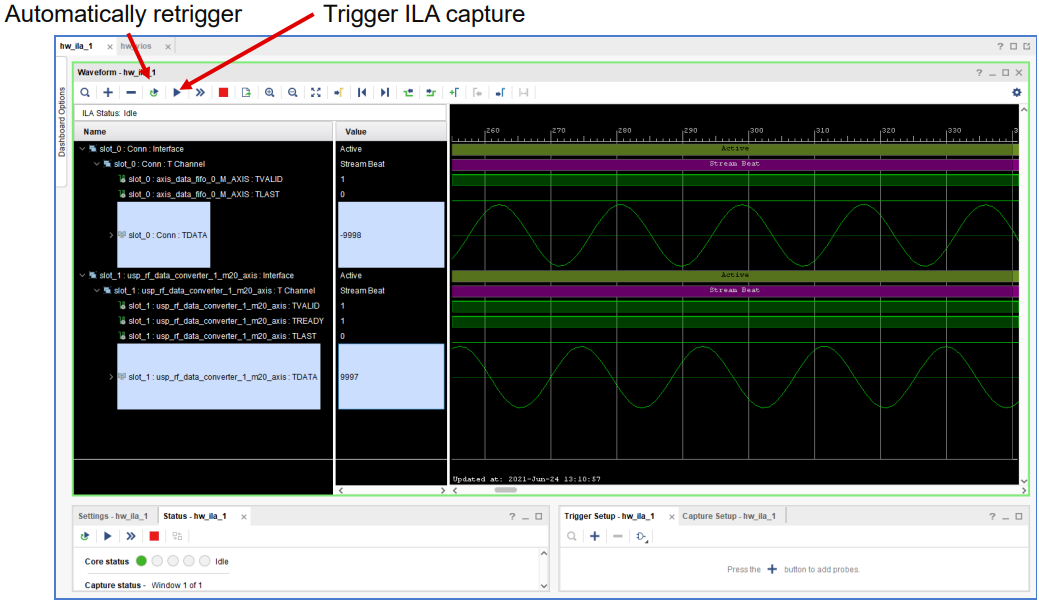 Automatically retrigger Trigger ILA capture
hw_ila_1 × hw_vios × ?
Dashboard Options
Waveform - hw_ila_1 ? _ ×
ILA Status: Idle
Name Value
260 270 280 290 300 310 320 330 3
slot_0 : Conn : Interface Active Active
slot_0 : Conn : T Channel Stream Beat Stream Beat
slot_0 : axis_data_fifo_0_M_AXIS : TVALID 1
slot_0 : axis_data_fifo_0_M_AXIS : TLAST 0
slot_0 : Conn : TDATA -9998
slot_1 : usp_rf_data_converter_1_m20_axis : Interface Active Active
slot_1 : usp_rf_data_converter_1_m20_axis : T Channel Stream Beat Stream Beat
slot_1 : usp_rf_data_converter_1_m20_axis : TVALID 1
slot_1 : usp_rf_data_converter_1_m20_axis : TREADY 1
slot_1 : usp_rf_data_converter_1_m20_axis : TLAST 0
slot_1 : usp_rf_data_converter_1_m20_axis : TDATA 9997
Updated at: 2021-Jun-24 13:10:57
Settings - hw_ila_1 Status - hw_ila_1 × ? _
Core status Idle
Capture status - Window 1 of 1
Trigger Setup - hw_ila_1 × Capture Setup - hw_ila_1 ? _
Press the + button to add probes.